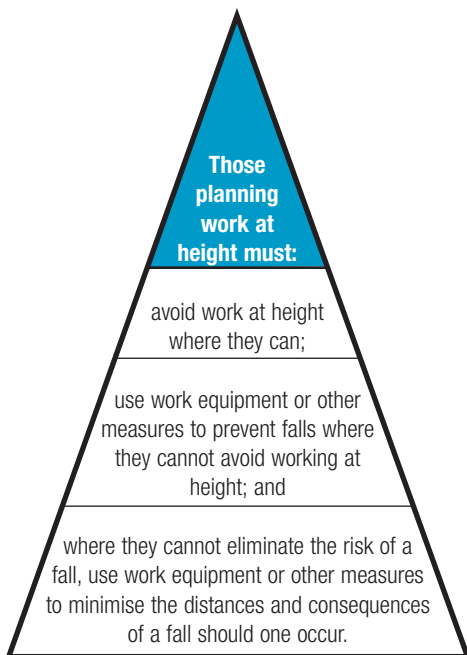 Those
planning
work at
height must:
avoid work at height
where they can;
use work equipment or other
measures to prevent falls where
they cannot avoid working at
height; and
where they cannot eliminate the risk of a
fall, use work equipment or other measures
to minimise the distances and consequences
of a fall should one occur.